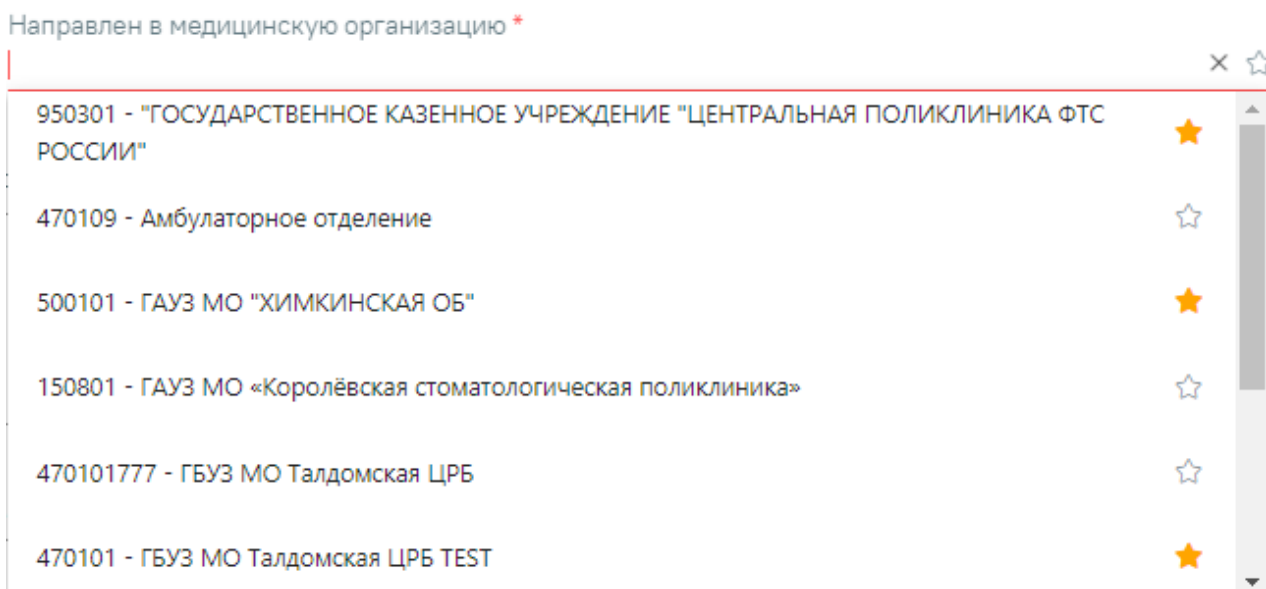 Направлен в медицинскую организацию *
950301 - "ГОСУДАРСТВЕННОЕ КАЗЕННОЕ УЧРЕЖДЕНИЕ "ЦЕНТРАЛЬНАЯ ПОЛИКЛИНИКА ФТС
РОССИИ"
470109 - Амбулаторное отделение
500101 - ГАУЗ МО "ХИМКИНСКАЯ ОБ"
150801 - ГАУЗ МО «Королёвская стоматологическая поликлиника»
470101777 - ГБУЗ МО Талдомская ЦРБ
470101 - ГБУЗ МО Талдомская ЦРБ TEST